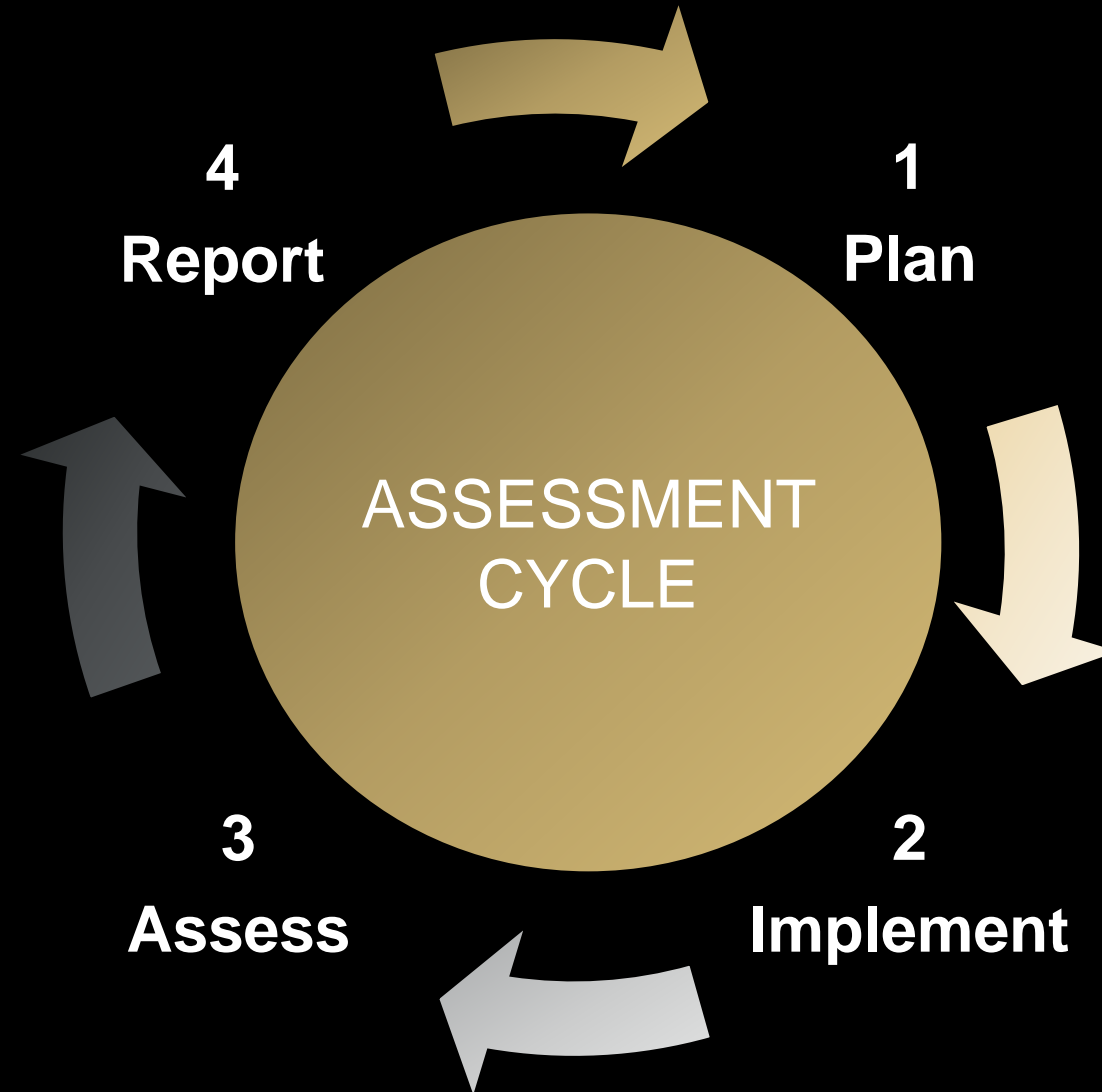 4
Report
1
Plan
ASSESSMENT
CYCLE
3
Assess
2
Implement